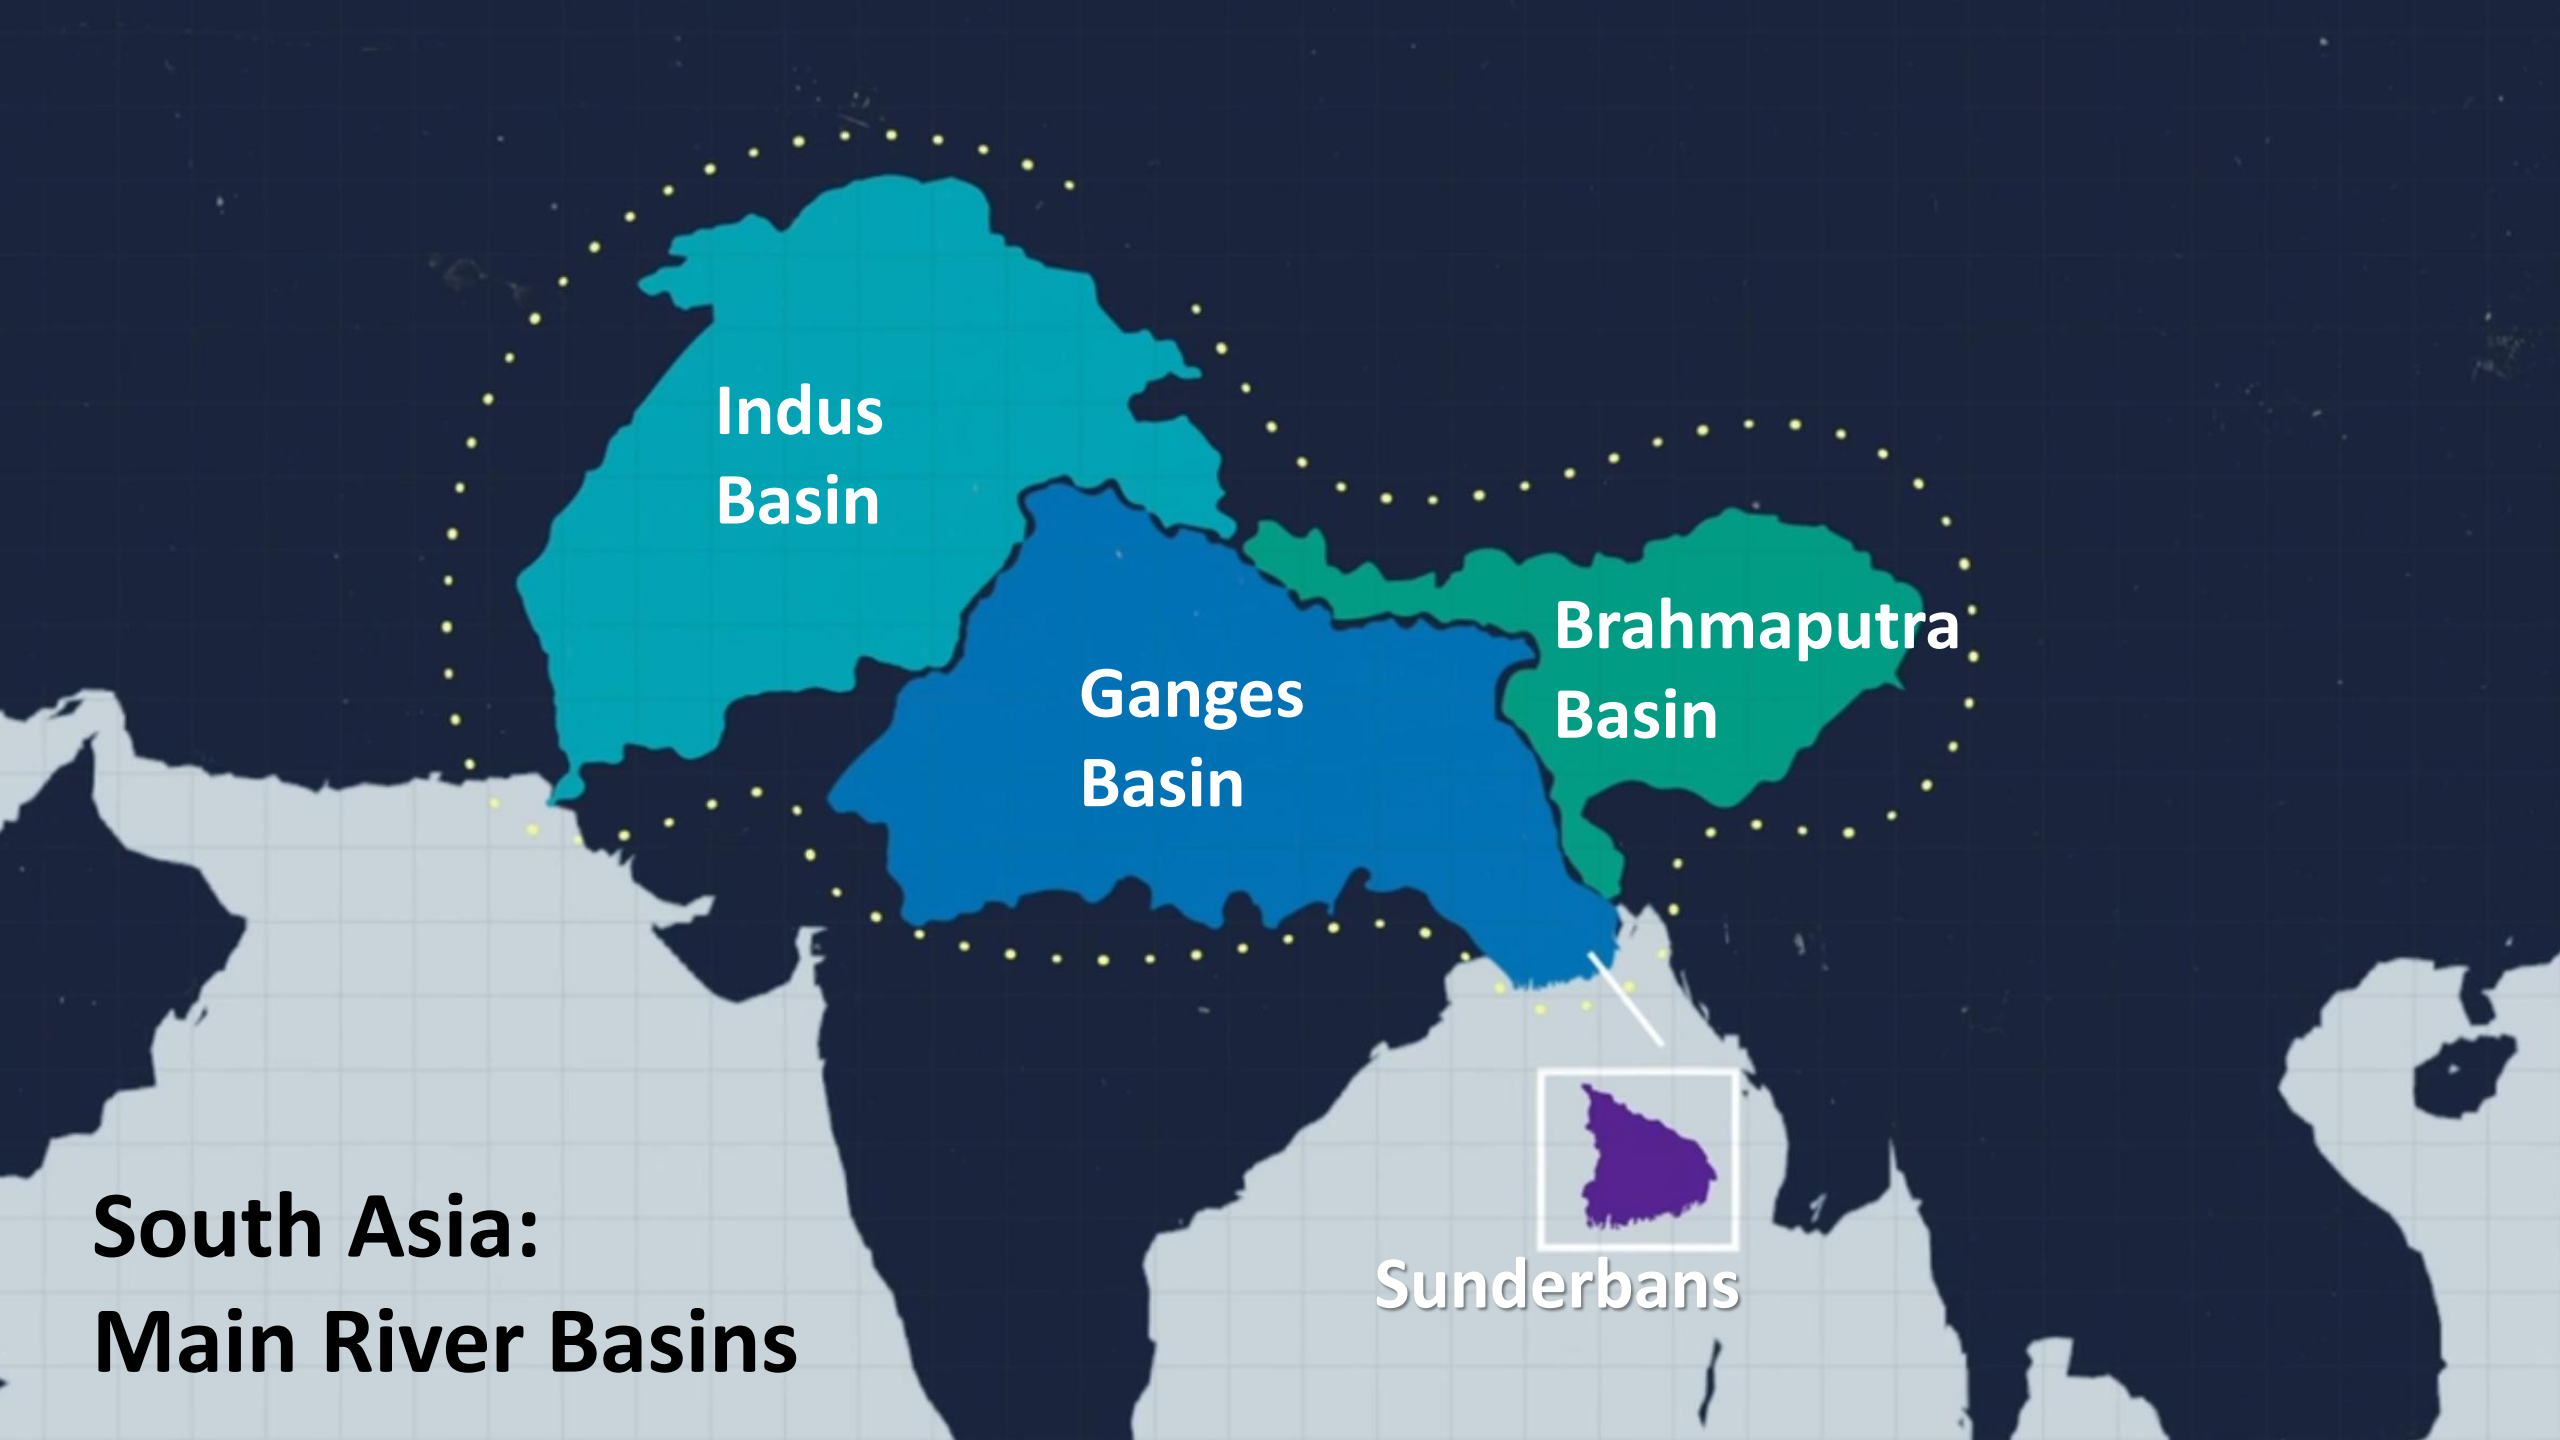 Indus
Basin
Ganges
Basin
Brahmaputra
Basin
Sunderbans
South Asia:
Main River Basins